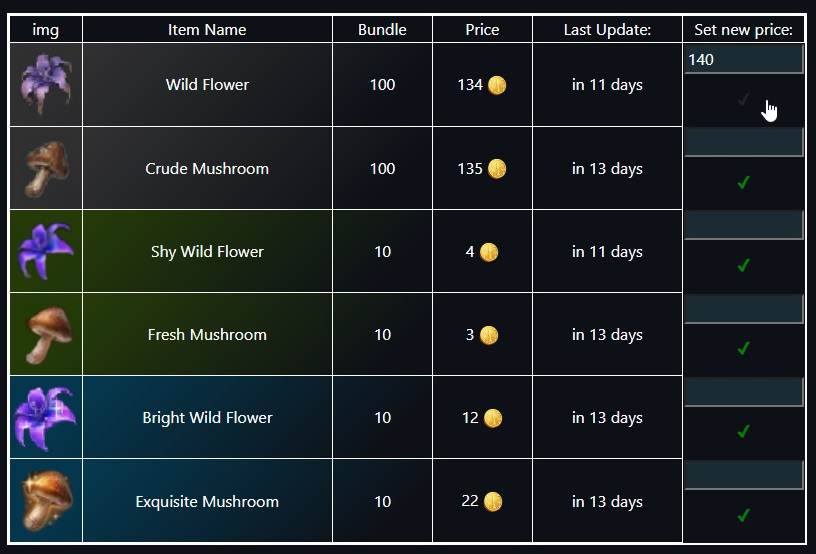 img Item Name Bundle Price Last Update: Set new price:
Wild Flower 100 134 in 11 days 140
Crude Mushroom 100 135 in 13 days
Shy Wild Flower 10 4 in 11 days
Fresh Mushroom 10 3 in 13 days
Bright Wild Flower 10 12 in 13 days
Exquisite Mushroom 10 22 in 13 days